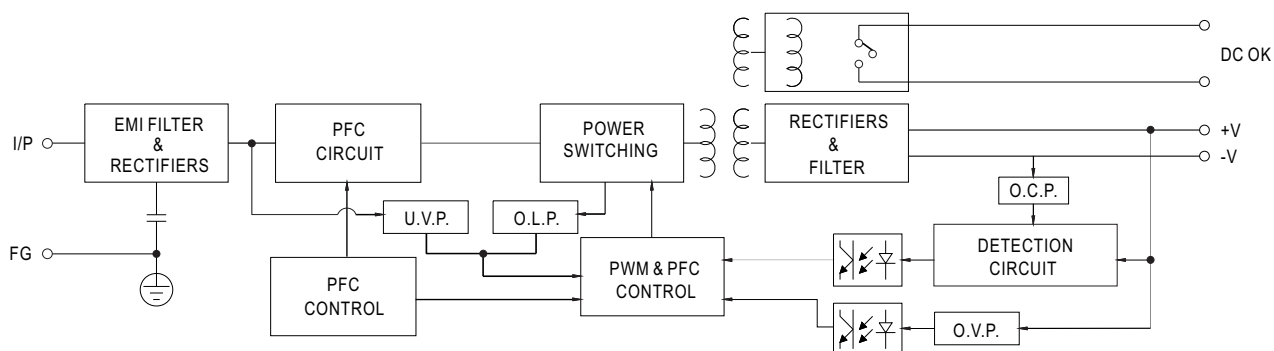 DC OK
I/P
EMI FILTER
&
RECTIFIERS
PFC
CIRCUIT
POWER
SWITCHING
RECTIFIERS
&
FILTER
+V
-V
O.C.P.
U.V.P.
O.L.P.
FG
DETECTION
CIRCUIT
PFC
CONTROL
PWM & PFC
CONTROL
O.V.P.